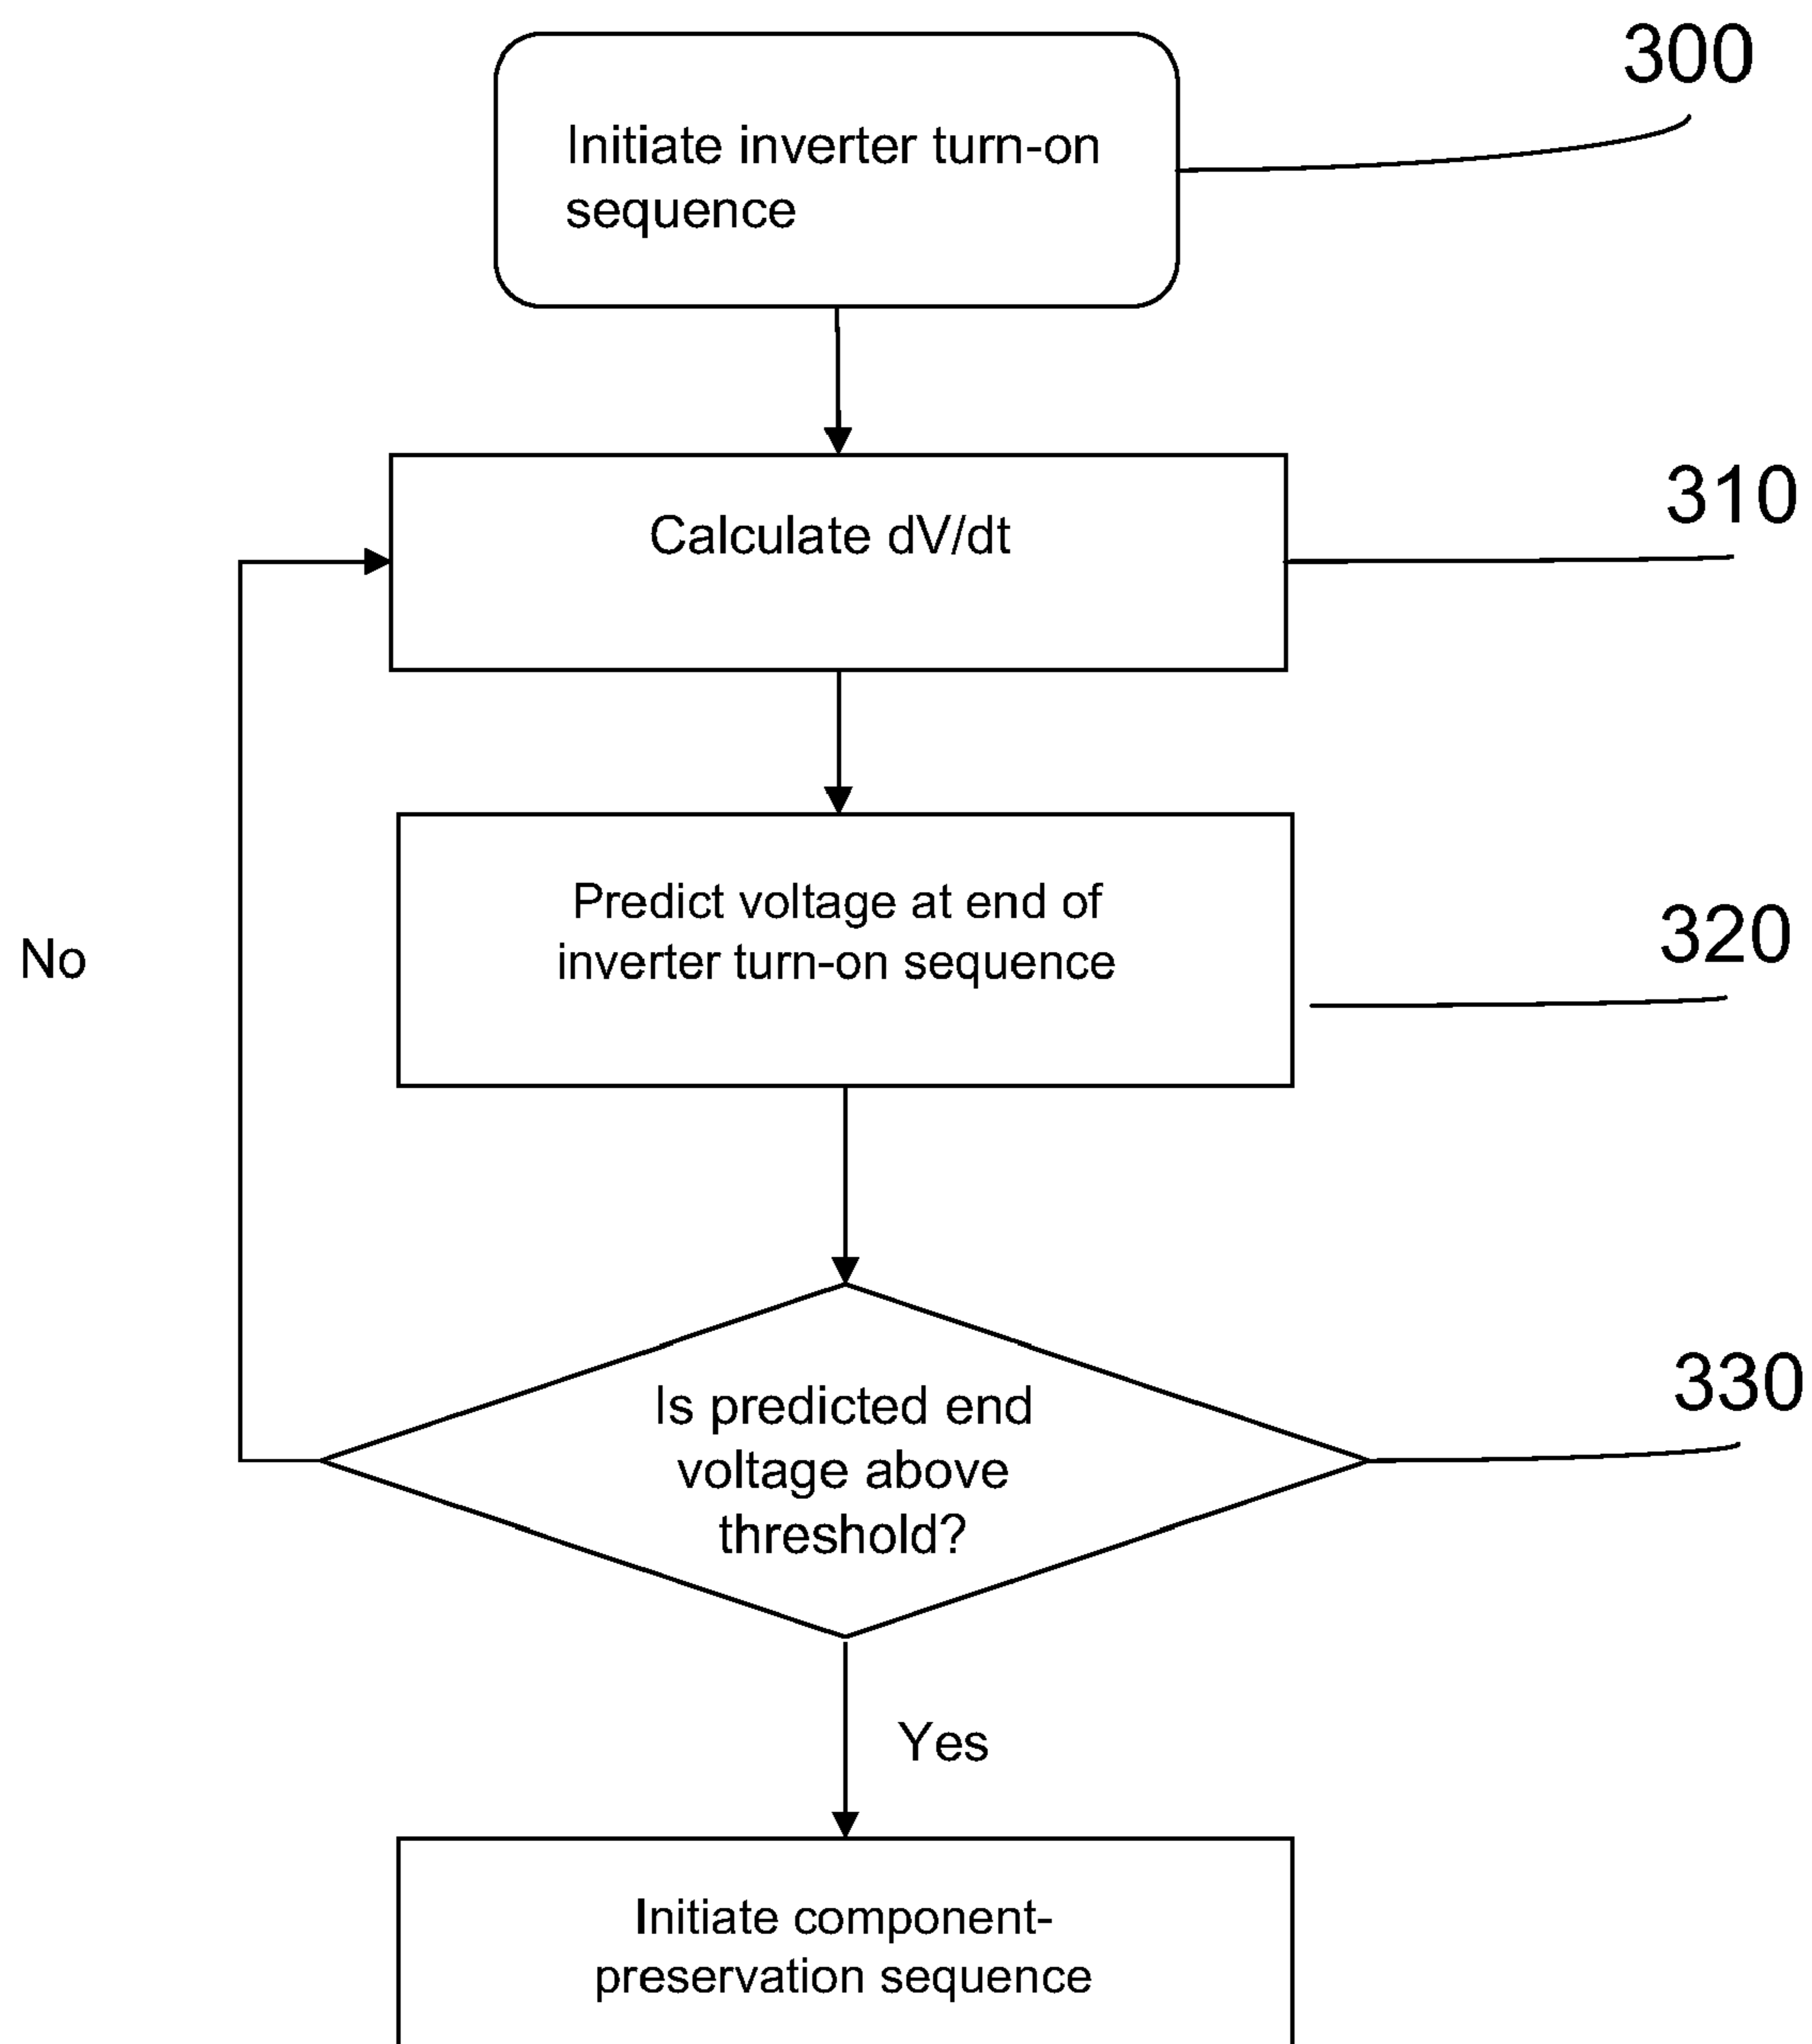 300
Initiate inverter turn-on
sequence
310
Calculate dV/dt
320
Predict voltage at end of
inverter turn-on sequence
No
330
Is predicted end
voltage above
threshold?
Yes
Initiate component-
preservation sequence